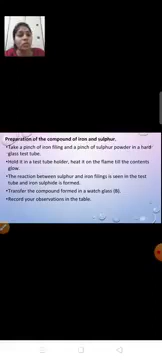 Preparation of the compound of iron and sulphur.
•Take a pinch of iron filing and a pinch of sulphur powder in a hard
glass test tube.
•Hold it in a test tube holder, heat it on the flame till the contents
glow.
•The reaction between sulphur and iron filings is seen in the test
tube and iron sulphide is formed.
•Transfer the compound formed in a watch glass (B).
•Record your observations in the table.